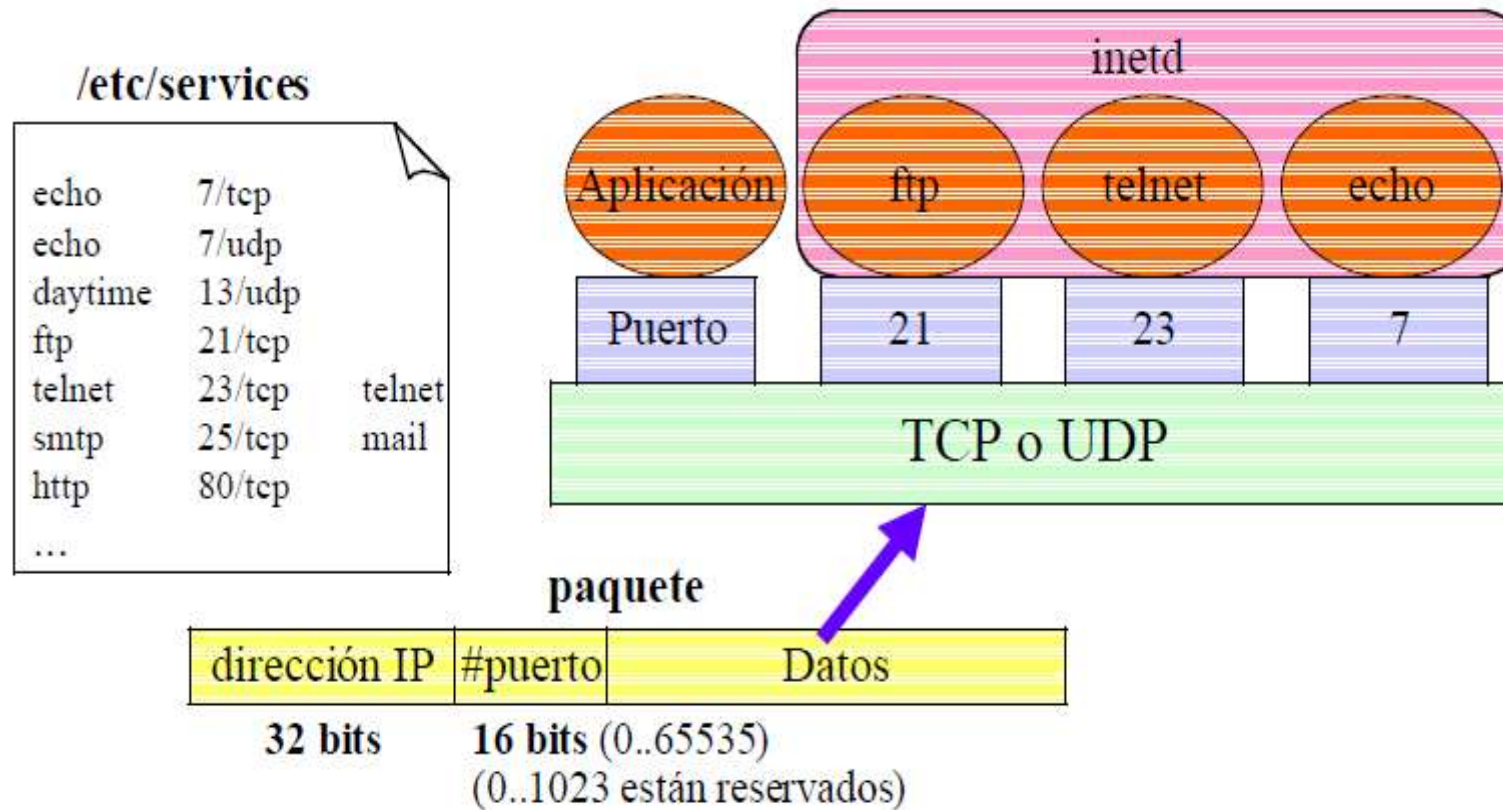 /etc/services
echo 7/tcp
echo 7/udp
daytime 13/udp
ftp 21/tcp
telnet 23/tcp telnet
smtp 25/tcp mail
http 80/tcp
...
inetd
Aplicación ftp telnet echo
Puerto 21 23 7
TCP o UDP
paquete
dirección IP #puerto Datos
32 bits 16 bits (0..65535)
(0..1023 están reservados)